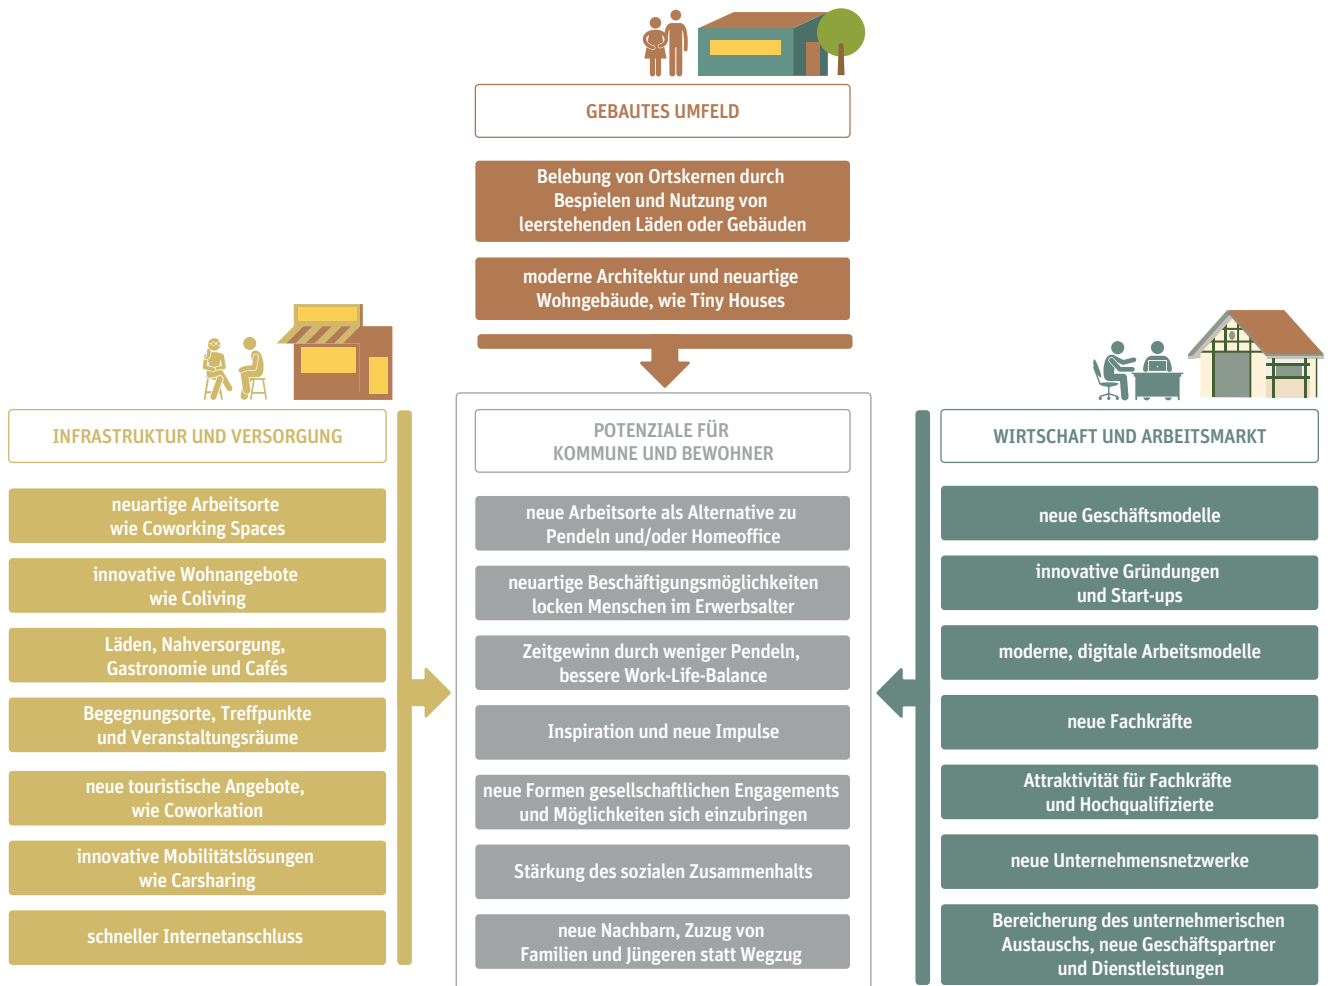 GEBAUTES UMFELD
Belebung von Ortskernen durch
Bespielen und Nutzung von
leerstehenden Läden oder Gebäuden
moderne Architektur und neuartige
Wohngebäude, wie Tiny Houses
INFRASTRUKTUR UND VERSORGUNG
neuartige Arbeitsorte
wie Coworking Spaces
innovative Wohnangebote
wie Coliving
Läden, Nahversorgung,
Gastronomie und Cafés
Begegnungsorte, Treffpunkte
und Veranstaltungsräume
neue touristische Angebote,
wie Coworkation
innovative Mobilitätslösungen
wie Carsharing
schneller Internetanschluss
POTENZIALE FÜR
KOMMUNE UND BEWOHNER
neue Arbeitsorte als Alternative zu
Pendeln und/oder Homeoffice
neuartige Beschäftigungsmöglichkeiten
locken Menschen im Erwerbsalter
Zeitgewinn durch weniger Pendeln,
bessere Work-Life-Balance
Inspiration und neue Impulse
neue Formen gesellschaftlichen Engagements
und Möglichkeiten sich einzubringen
Stärkung des sozialen Zusammenhalts
neue Nachbarn, Zuzug von
Familien und Jüngeren statt Wegzug
WIRTSCHAFT UND ARBEITSMARKT
neue Geschäftsmodelle
innovative Gründungen
und Start-ups
moderne, digitale Arbeitsmodelle
neue Fachkräfte
Attraktivität für Fachkräfte
und Hochqualifizierte
neue Unternehmensnetzwerke
Bereicherung des unternehmerischen
Austauschs, neue Geschäftspartner
und Dienstleistungen